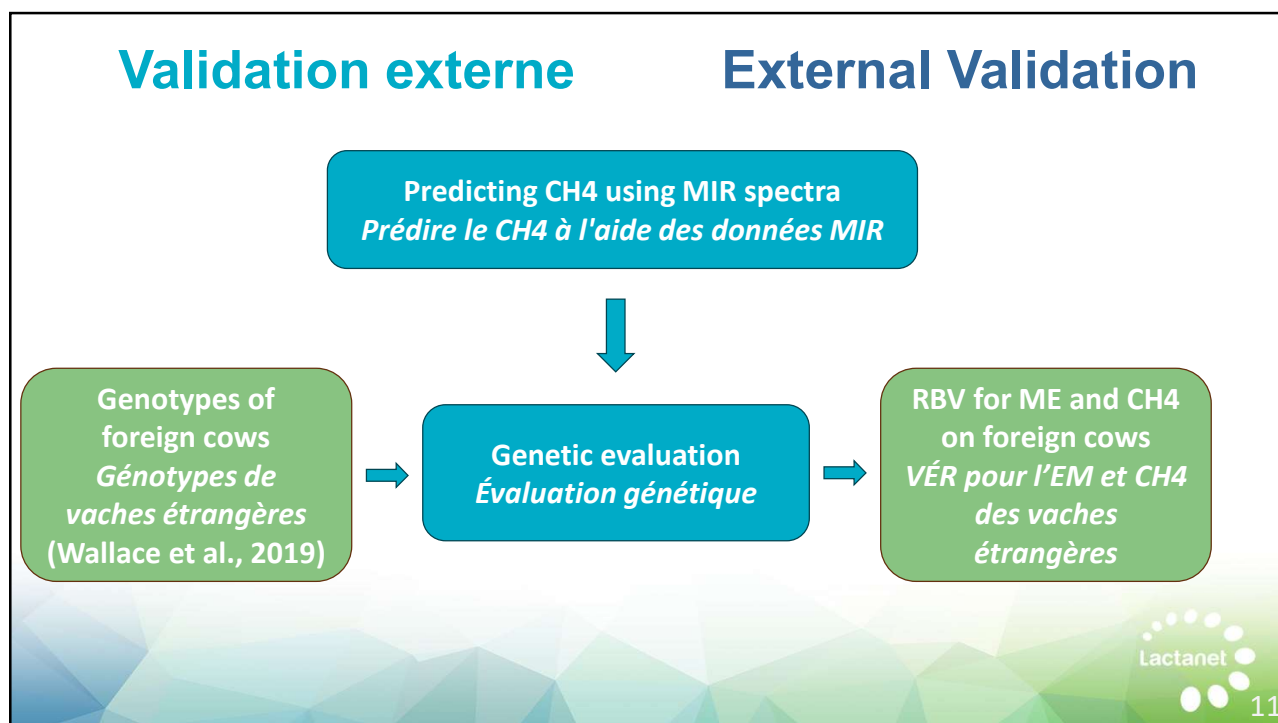 Validation externe
External Validation
Predicting CH4 using MIR spectra
Prédire le CH4 à l'aide des données MIR
Genotypes of
foreign cows
Génotypes de
vaches étrangères
(Wallace et al., 2019)
Genetic evaluation
Évaluation génétique
RBV for ME and CH4
on foreign cows
VÉR pour l’EM et CH4
des vaches
étrangères
Lactanet
11